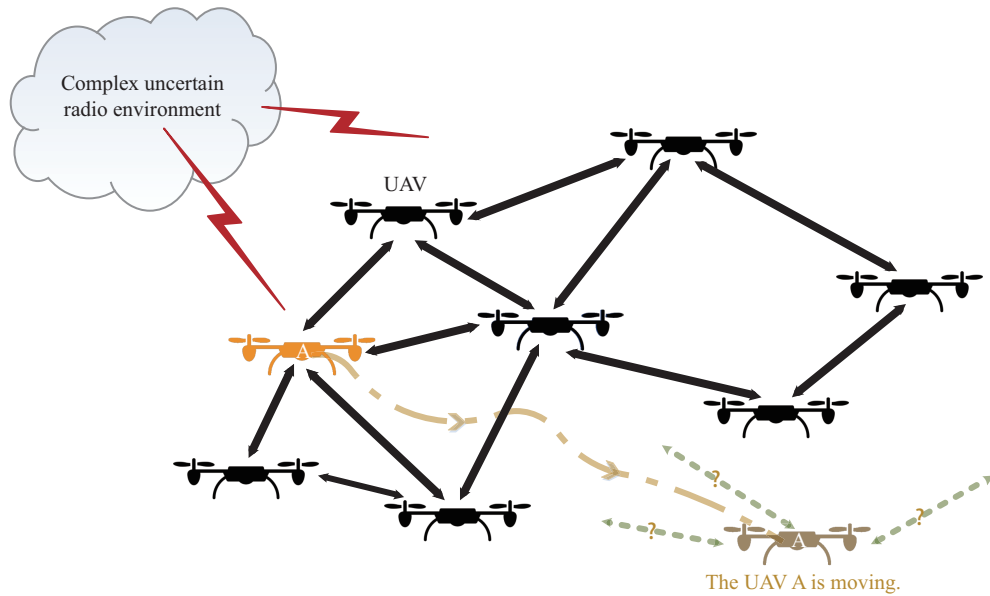 Complex uncertain
radio environment
UAV
A
?
?
?
A
The UAV A is moving.